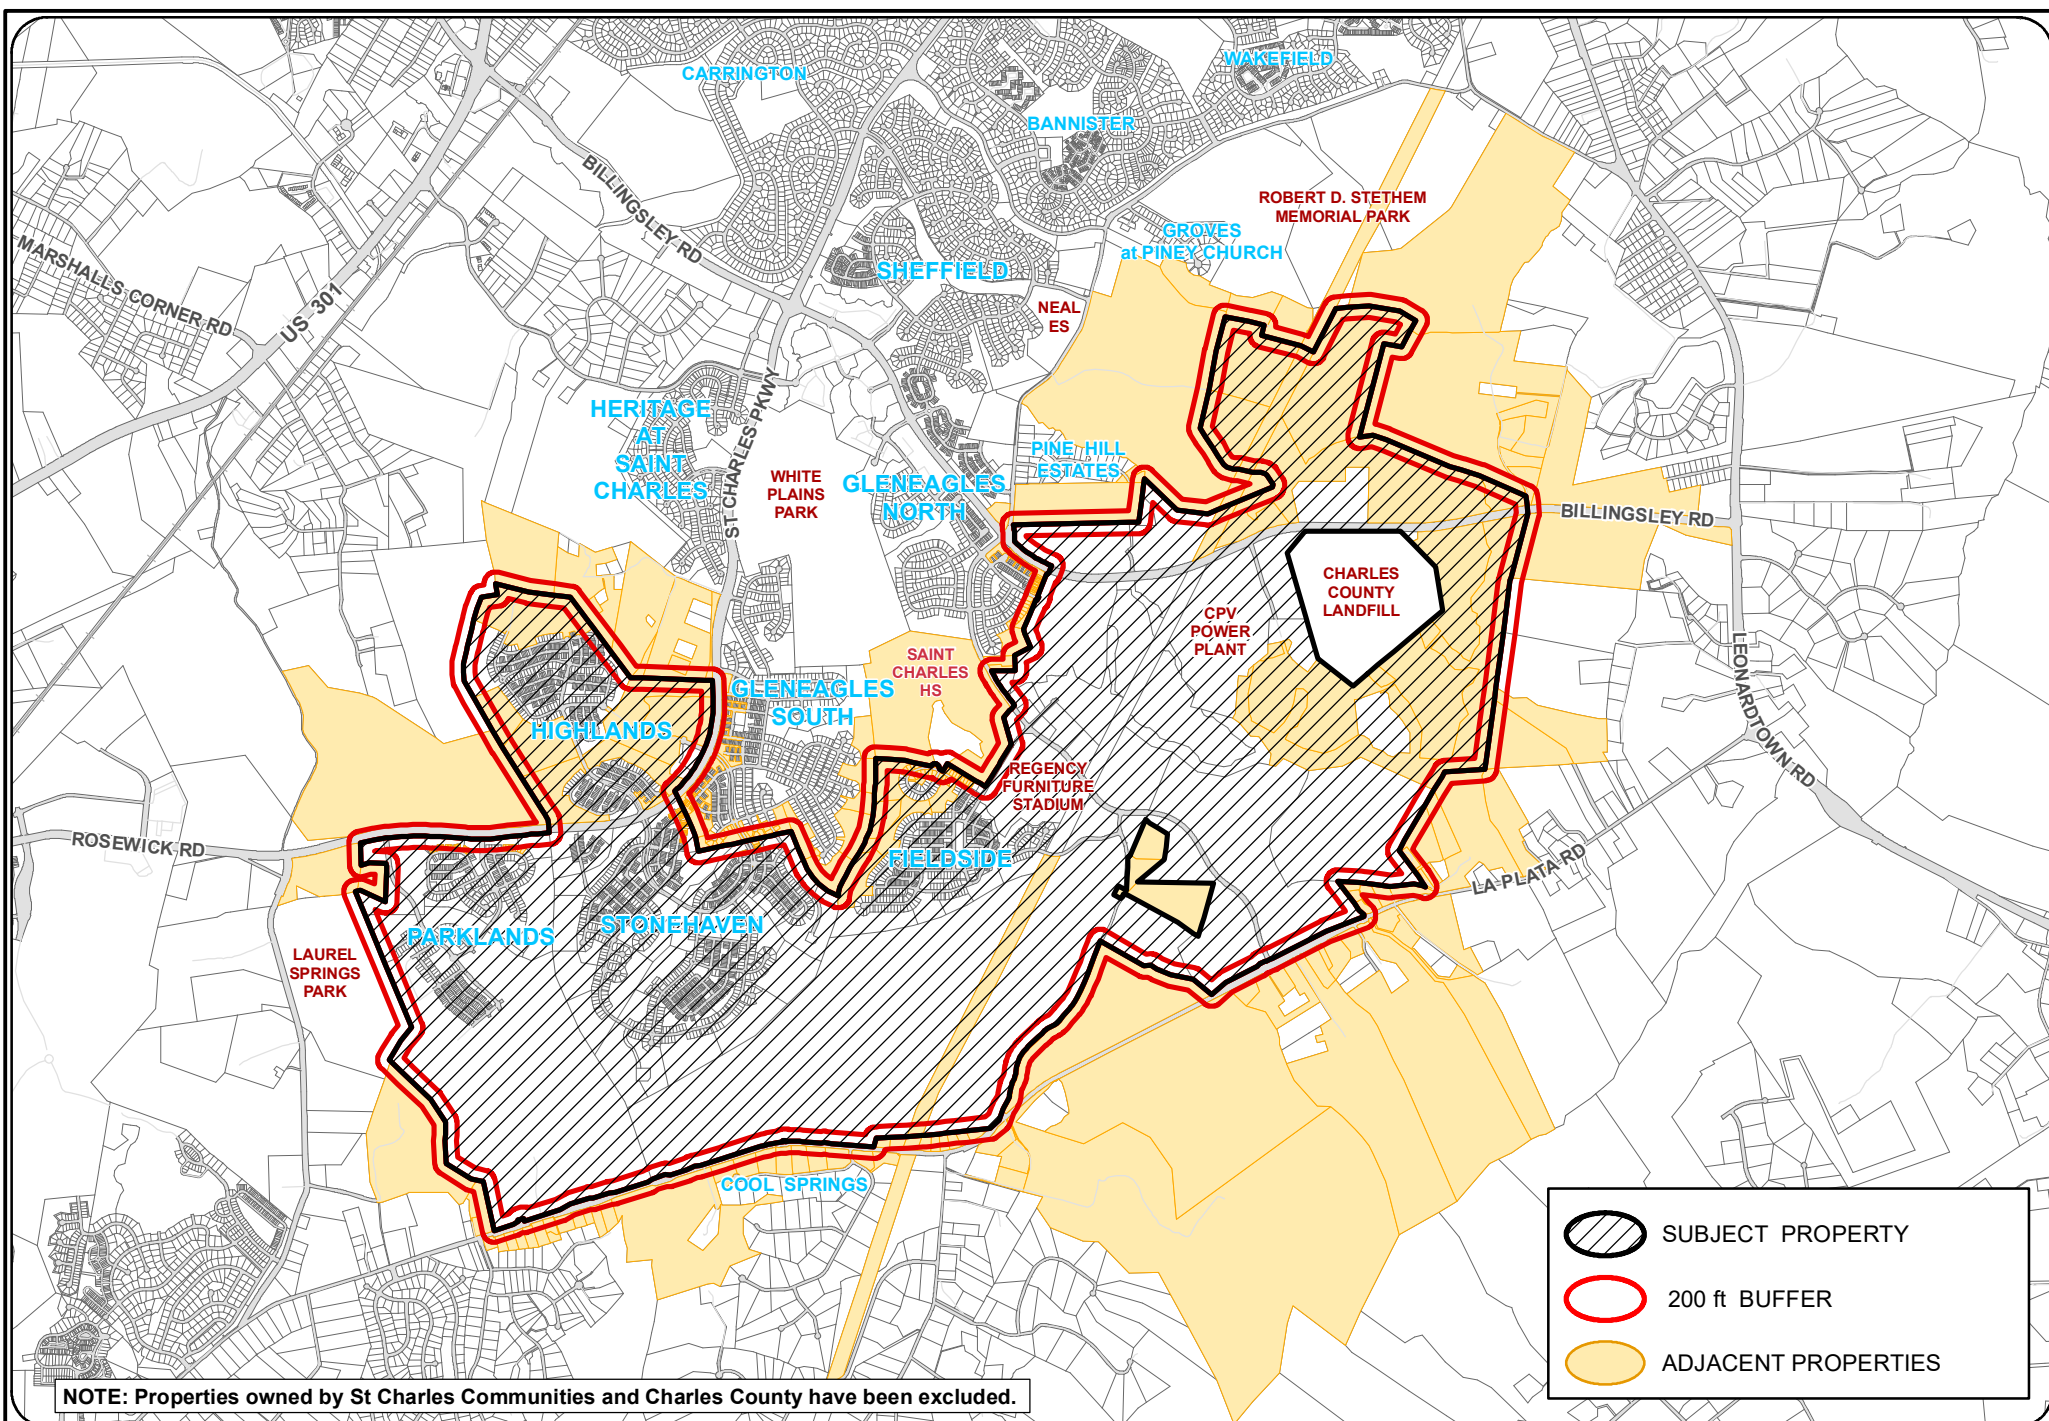 CARRINGTON
WAKEFIELD
BANNISTER
BILLINGSLEY RD
ROBERT D. STETHEM
MEMORIAL PARK
GROVES
at PINEY CHURCH
MARSHALLS CORNER RD
US 301
SHEFFIELD
NEAL
ES
ST CHARLES PKWY
HERITAGE
AT
SAINT
CHARLES
WHITE
PLAINS
PARK
GLENEAGLES
NORTH
PINE HILL
ESTATES
BILLINGSLEY RD
CHARLES
COUNTY
LANDFILL
CPV
POWER
PLANT
SAINT
CHARLES
HS
GLENEAGLES
SOUTH
HIGHLANDS
LEONARDTOWN RD
REGENCY
FURNITURE
STADIUM
ROSEWICK RD
FIELDSIDE
LA PLATA RD
PARKLANDS
STONEHAVEN
LAUREL
SPRINGS
PARK
COOL SPRINGS
SUBJECT PROPERTY
200 ft BUFFER
ADJACENT PROPERTIES
NOTE: Properties owned by St Charles Communities and Charles County have been excluded.